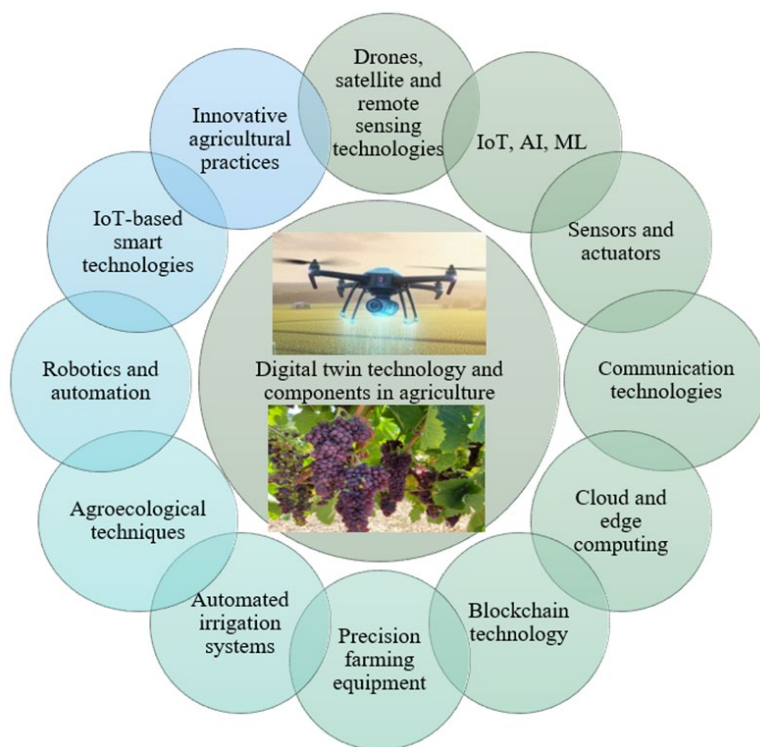 Drones,
satellite and
remote
sensing
technologies
IoT, AI, ML
Sensors and
actuators
Communication
technologies
Cloud and
edge
computing
Blockchain
technology
Precision
farming
equipment
Automated
irrigation
systems
Agroecological
techniques
Robotics and
automation
IoT-based
smart
technologies
Innovative
agricultural
practices
Digital twin technology and
components in agriculture